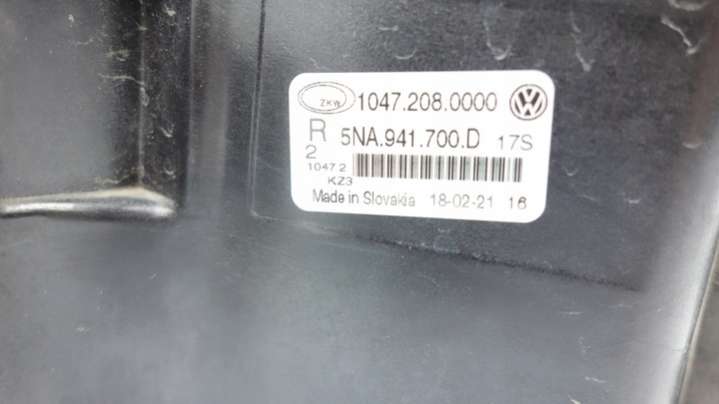 ZKW 1047.208.0000
R 5NA.941.700.D 17S
2
1047 2
KZ3
Made in Slovakia 18-02-21 16